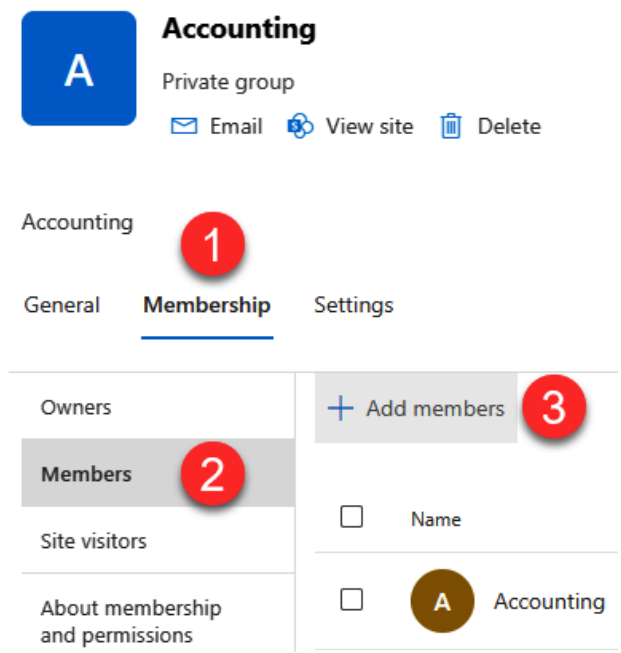 A
Accounting
Private group
Email View site Delete
Accounting
1
General Membership Settings
Owners
+ Add members 3
Members 2
Name
Site visitors
A Accounting
About membership
and permissions